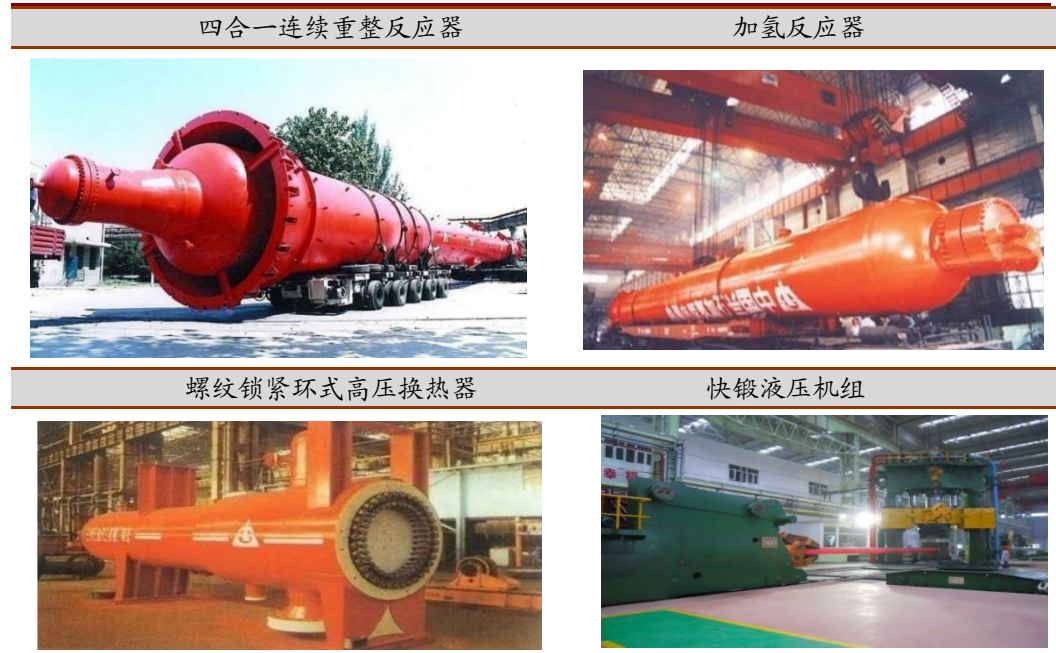 四合一连续重整反应器
加氢反应器
螺纹锁紧环式高压换热器
快锻液压机组